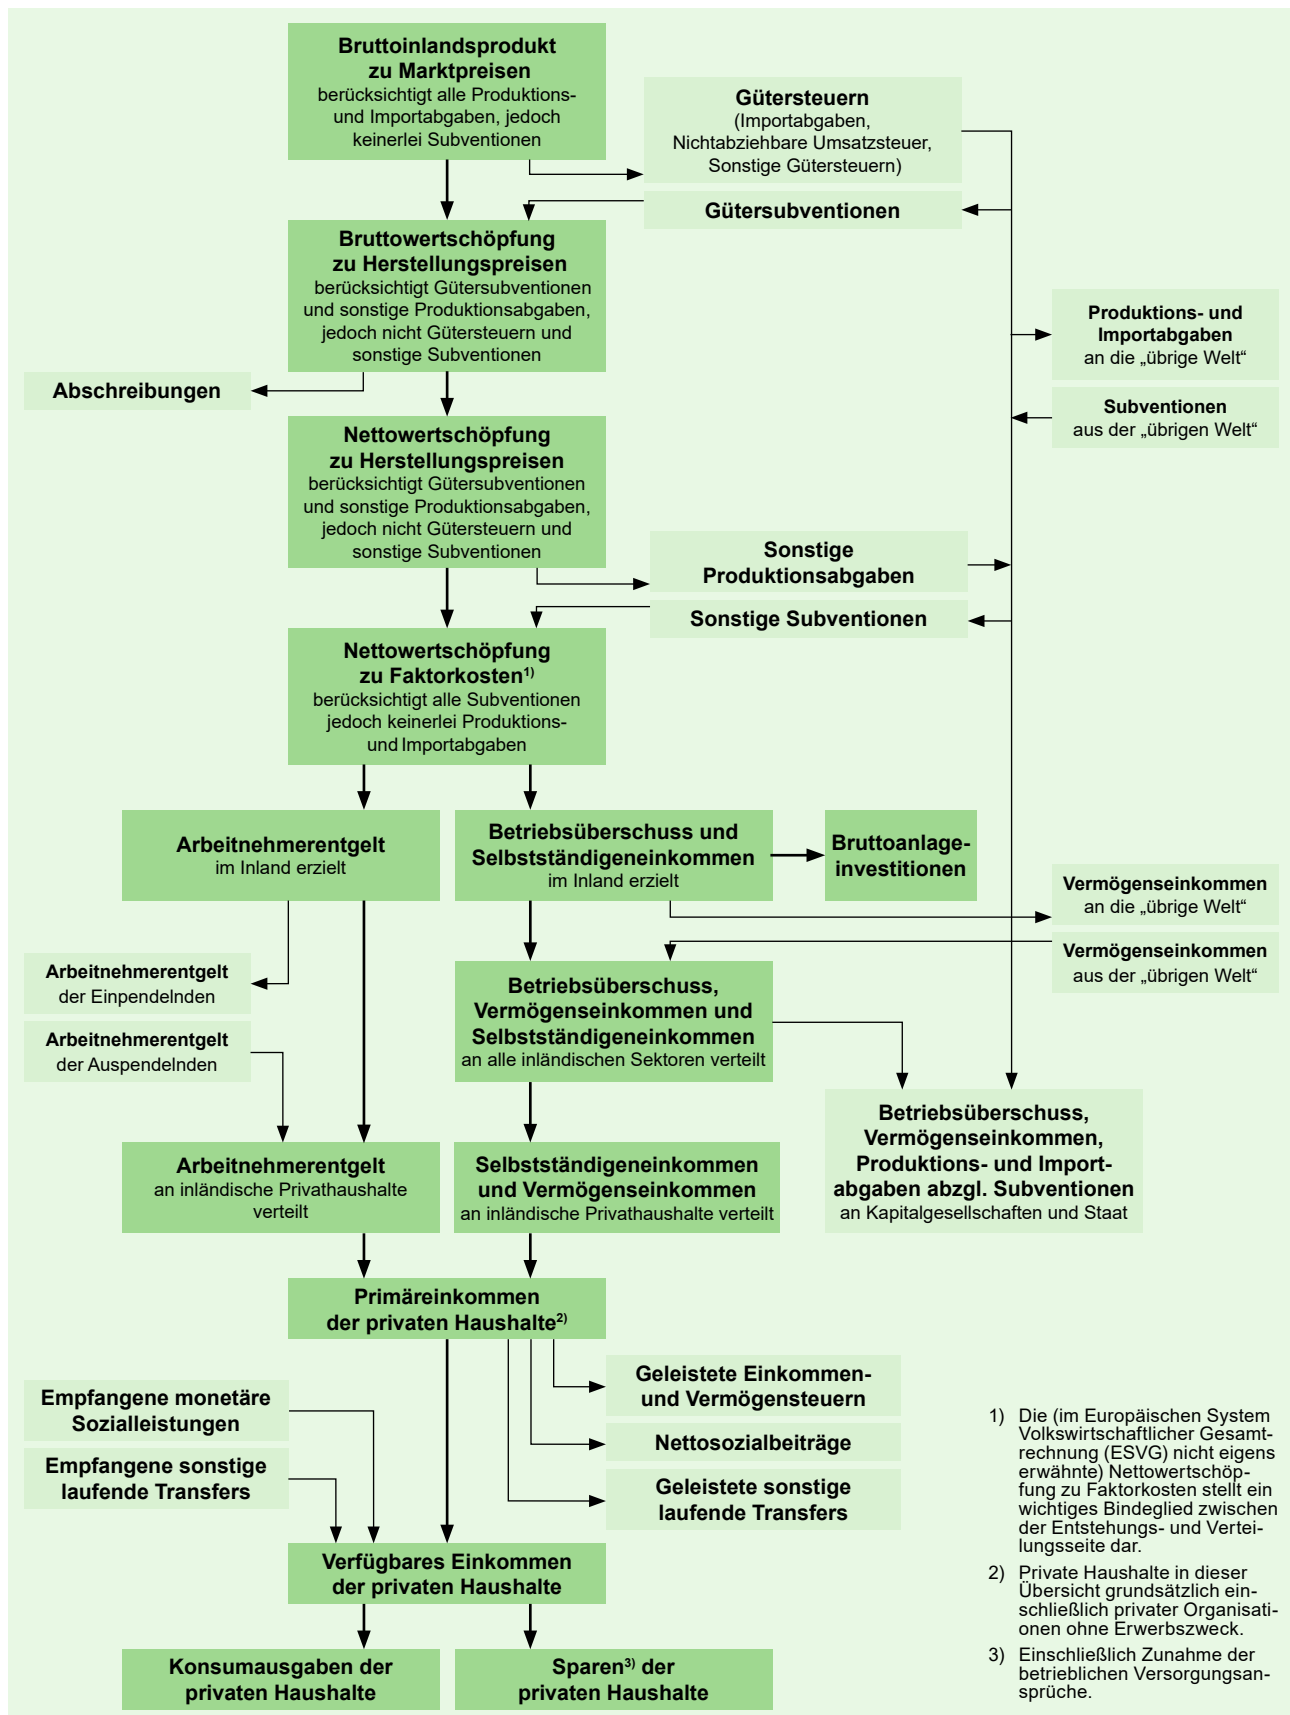 Bruttoinlandsprodukt
zu Marktpreisen
berücksichtigt alle Produktions-
und Importabgaben, jedoch
keinerlei Subventionen
Gütersteuern
(Importabgaben,
Nichtabziehbare Umsatzsteuer,
Sonstige Gütersteuern)
Gütersubventionen
Bruttowertschöpfung
zu Herstellungspreisen
berücksichtigt Gütersubventionen
und sonstige Produktionsabgaben,
jedoch nicht Gütersteuern und
sonstige Subventionen
Produktions- und
Importabgaben
an die „übrige Welt“
Abschreibungen
Subventionen
aus der „übrigen Welt“
Nettowertschöpfung
zu Herstellungspreisen
berücksichtigt Gütersubventionen
und sonstige Produktionsabgaben,
jedoch nicht Gütersteuern und
sonstige Subventionen
Sonstige
Produktionsabgaben
Sonstige Subventionen
Nettowertschöpfung
zu Faktorkosten1)
berücksichtigt alle Subventionen
jedoch keinerlei Produktions-
und Importabgaben
Arbeitnehmerentgelt
im Inland erzielt
Betriebsüberschuss und
Selbstständigeneinkommen
im Inland erzielt
Bruttoanlage-
investitionen
Vermögenseinkommen
an die „übrige Welt“
Vermögenseinkommen
aus der „übrigen Welt“
Arbeitnehmerentgelt
der Einpendelnden
Arbeitnehmerentgelt
der Auspendelnden
Betriebsüberschuss,
Vermögenseinkommen und
Selbstständigeneinkommen
an alle inländischen Sektoren verteilt
Betriebsüberschuss,
Vermögenseinkommen,
Produktions- und Import-
abgaben abzgl. Subventionen
an Kapitalgesellschaften und Staat
Arbeitnehmerentgelt
an inländische Privathaushalte
verteilt
Selbstständigeneinkommen
und Vermögenseinkommen
an inländische Privathaushalte verteilt
Primäreinkommen
der privaten Haushalte2)
Geleistete Einkommen-
und Vermögensteuern
Nettosozialbeiträge
Geleistete sonstige
laufende Transfers
Empfangene monetäre
Sozialleistungen
Empfangene sonstige
laufende Transfers
Verfügbares Einkommen
der privaten Haushalte
Konsumausgaben der
privaten Haushalte
Sparen3) der
privaten Haushalte
1) Die (im Europäischen System
Volkswirtschaftlicher Gesamt-
rechnung (ESVG) nicht eigens
erwähnte) Nettowertschöp-
fung zu Faktorkosten stellt ein
wichtiges Bindeglied zwischen
der Entstehungs- und Vertei-
lungsseite dar.
2) Private Haushalte in dieser
Übersicht grundsätzlich ein-
schließlich privater Organisati-
onen ohne Erwerbszweck.
3) Einschließlich Zunahme der
betrieblichen Versorgungsan-
sprüche.